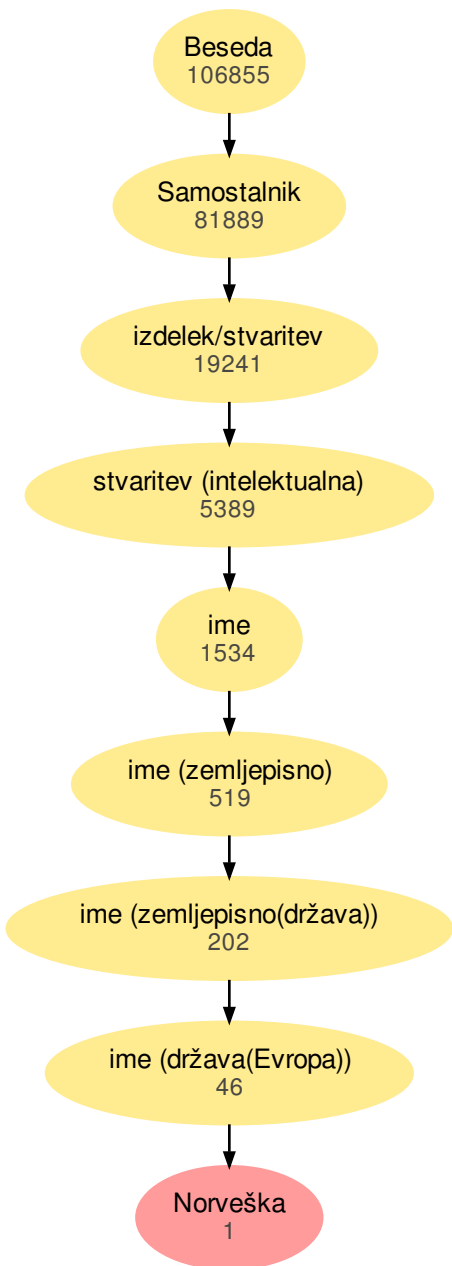 Beseda
106855
Samostalnik
81889
izdelek/stvaritev
19241
stvaritev (intelektualna)
5389
ime
1534
ime (zemljepisno)
519
ime (zemljepisno(država))
202
ime (država(Evropa))
46
Norveška
1